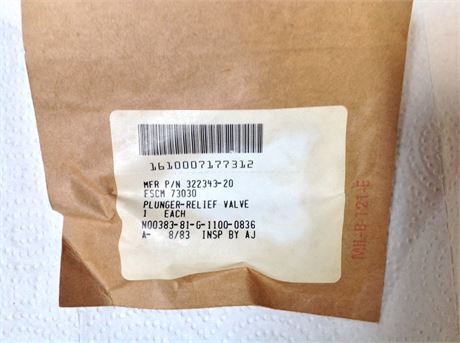 1610007177312
MFR P/N 322343-20
FSCM 73030
PLUNGER-RELIEF VALVE
1 EACH
N00383-81-G-1100-0836
A- 8/83 INSP BY AJ
MIL-B-121-E